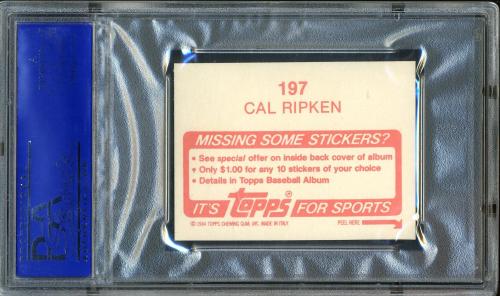 197
CAL RIPKEN
MISSING SOME STICKERS?
• See special offer on inside back cover of album
• Only $1.00 for any 10 stickers of your choice
• Details in Topps Baseball Album
IT'S Topps® FOR SPORTS
© 1984 TOPPS CHEWING GUM, INC. MADE IN ITALY PEEL HERE
PSA